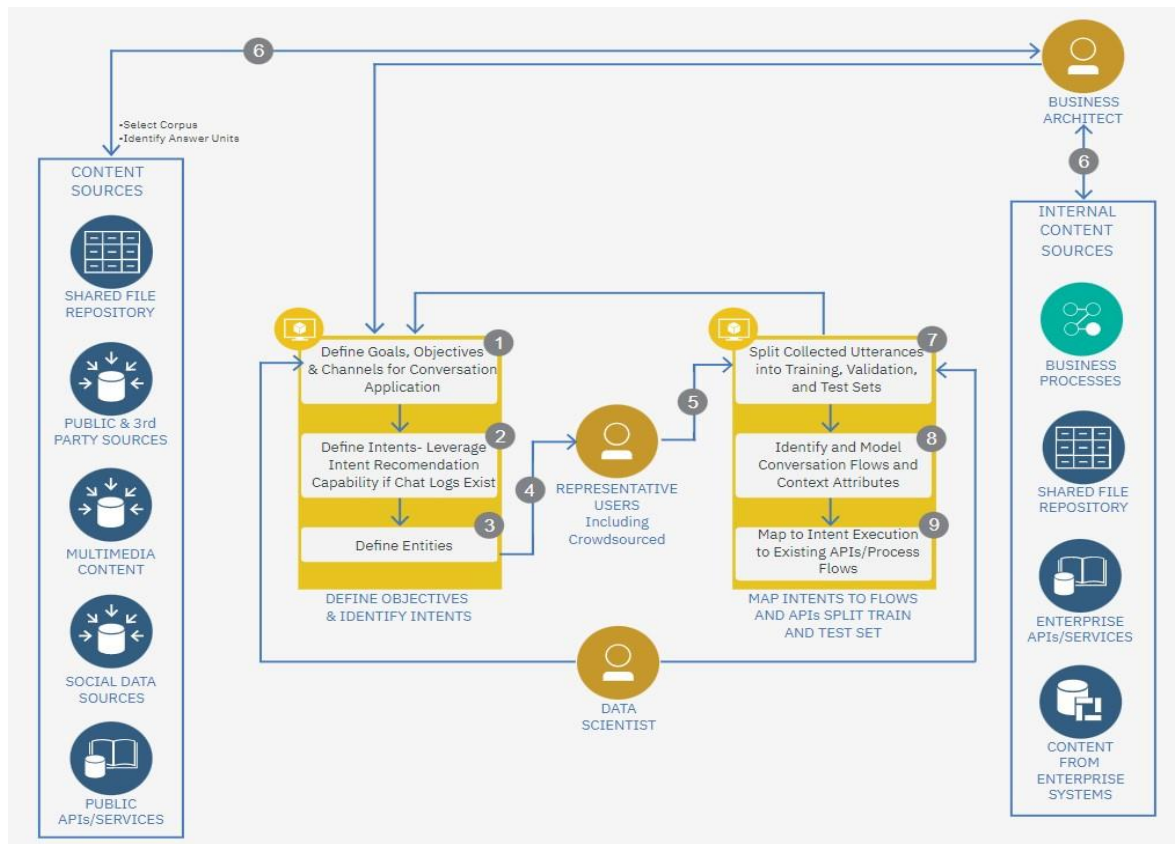 6
BUSINESS
ARCHITECT
6
-Select Corpus
-Identify Answer Units
CONTENT
SOURCES
SHARED FILE
REPOSITORY
PUBLIC & 3rd
PARTY SOURCES
MULTIMEDIA
CONTENT
SOCIAL DATA
SOURCES
PUBLIC
APIs/SERVICES
1
Define Goals, Objectives
& Channels for Conversation
Application
2
Define Intents- Leverage
Intent Recomendation
Capability if Chat Logs Exist
3
Define Entities
DEFINE OBJECTIVES
& IDENTIFY INTENTS
4
REPRESENTATIVE
USERS
Including
Crowdsourced
5
7
Split Collected Utterances
into Training, Validation,
and Test Sets
8
Identify and Model
Conversation Flows and
Context Attributes
9
Map to Intent Execution
to Existing APIs/Process
Flows
MAP INTENTS TO FLOWS
AND APIs SPLIT TRAIN
AND TEST SET
DATA
SCIENTIST
INTERNAL
CONTENT
SOURCES
BUSINESS
PROCESSES
SHARED FILE
REPOSITORY
ENTERPRISE
APIs/SERVICES
CONTENT
FROM
ENTERPRISE
SYSTEMS